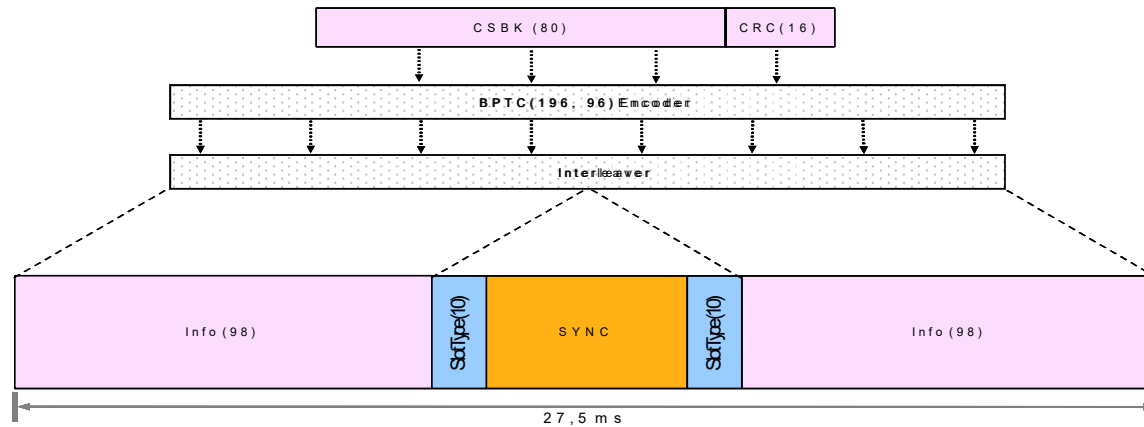 CSBK (80) CRC(16)
BPTC(196, 96) Encoder
Interleaver
Info (98) SlotType(10) SYNC SlotType(10) Info (98)
27,5 ms